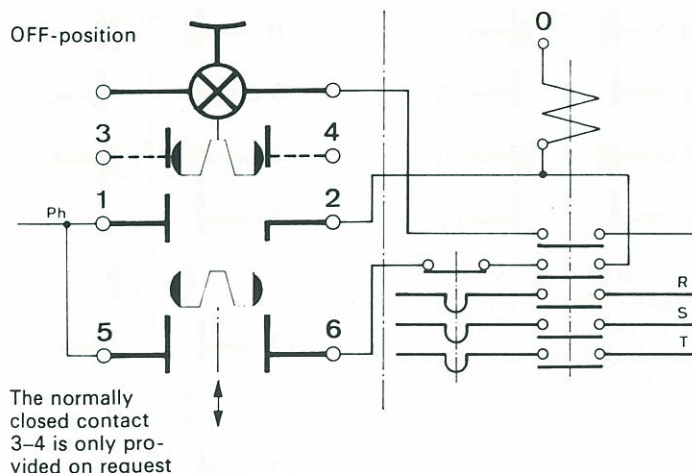 OFF-position
0
3
4
1
2
Ph
R
S
T
5
6
The normally
closed contact
3–4 is only pro-
vided on request